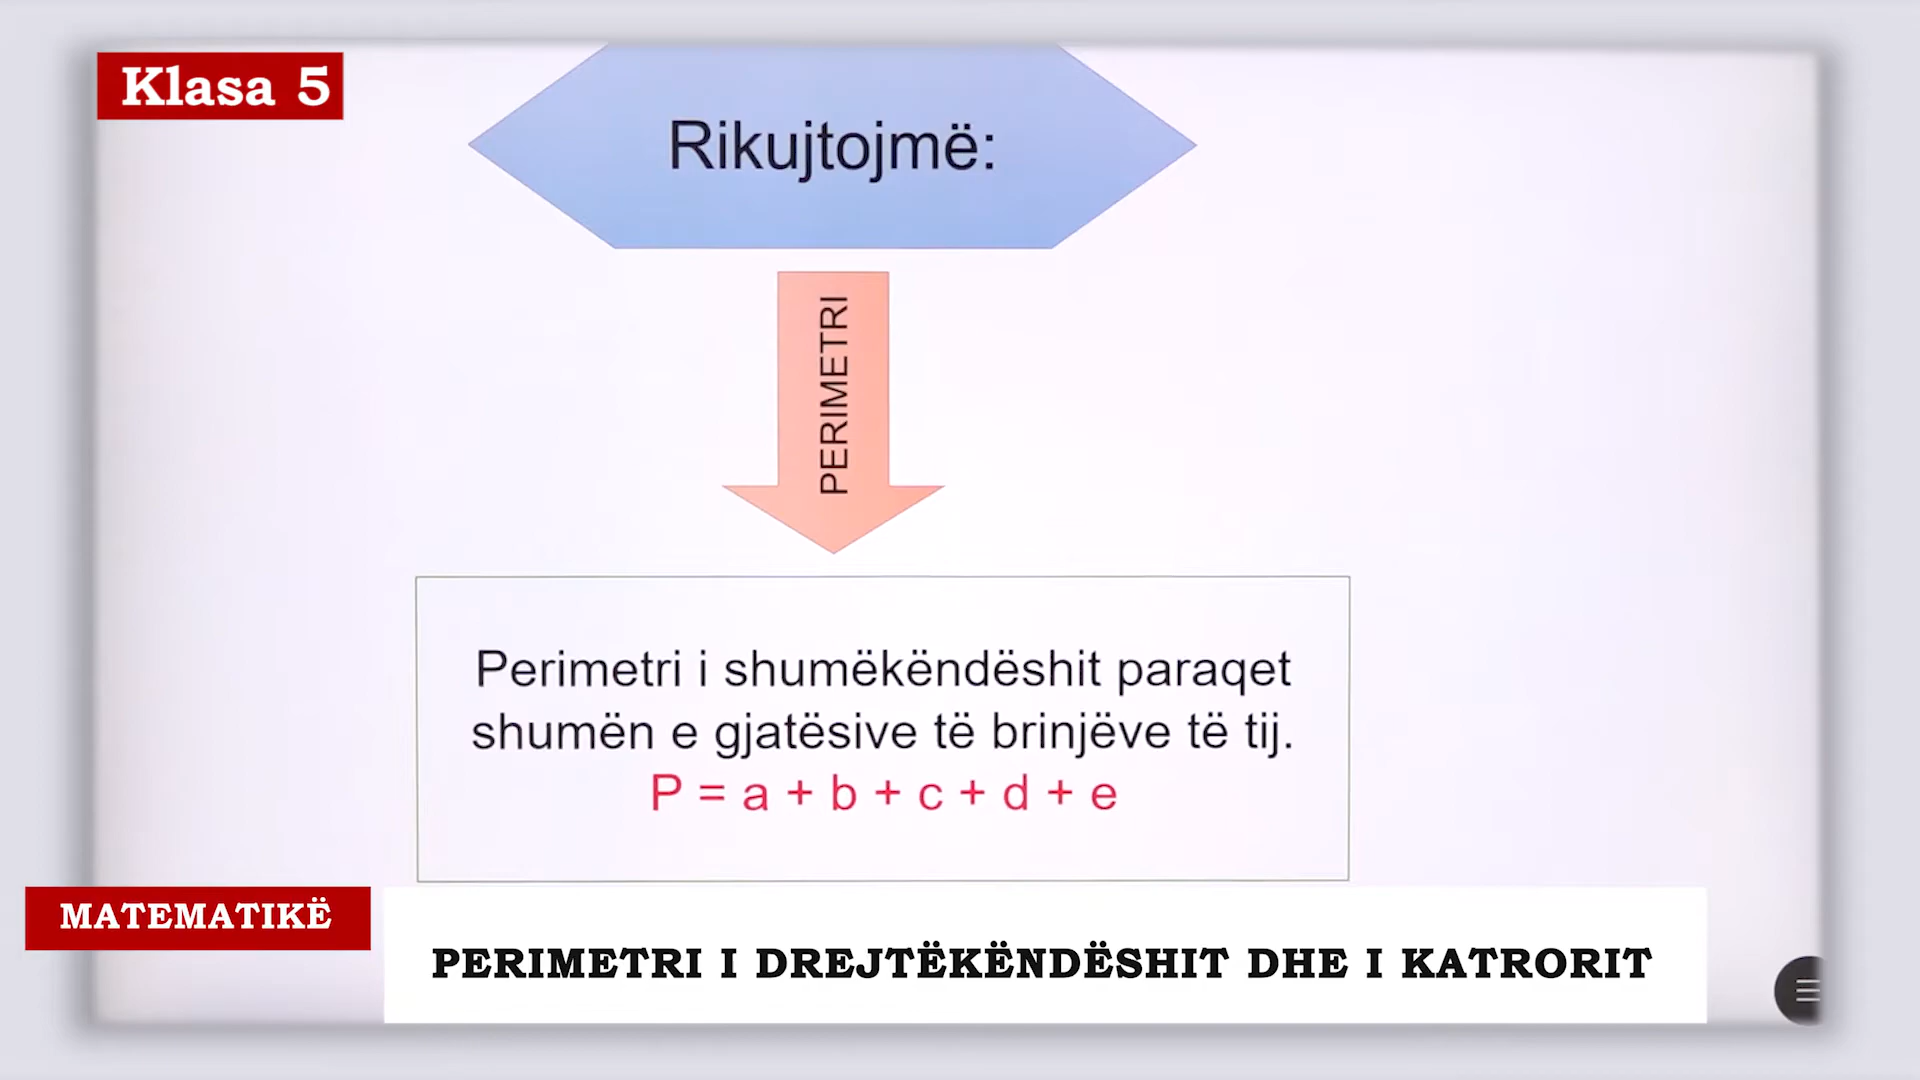 Klasa 5
Rikujtojmë:
PERIMETRI
Perimetri i shumëkëndëshit paraqet
shumën e gjatësive të brinjëve të tij.
P = a + b + c + d + e
MATEMATIKË
PERIMETRI I DREJTËKËNDËSHIT DHE I KATRORIT